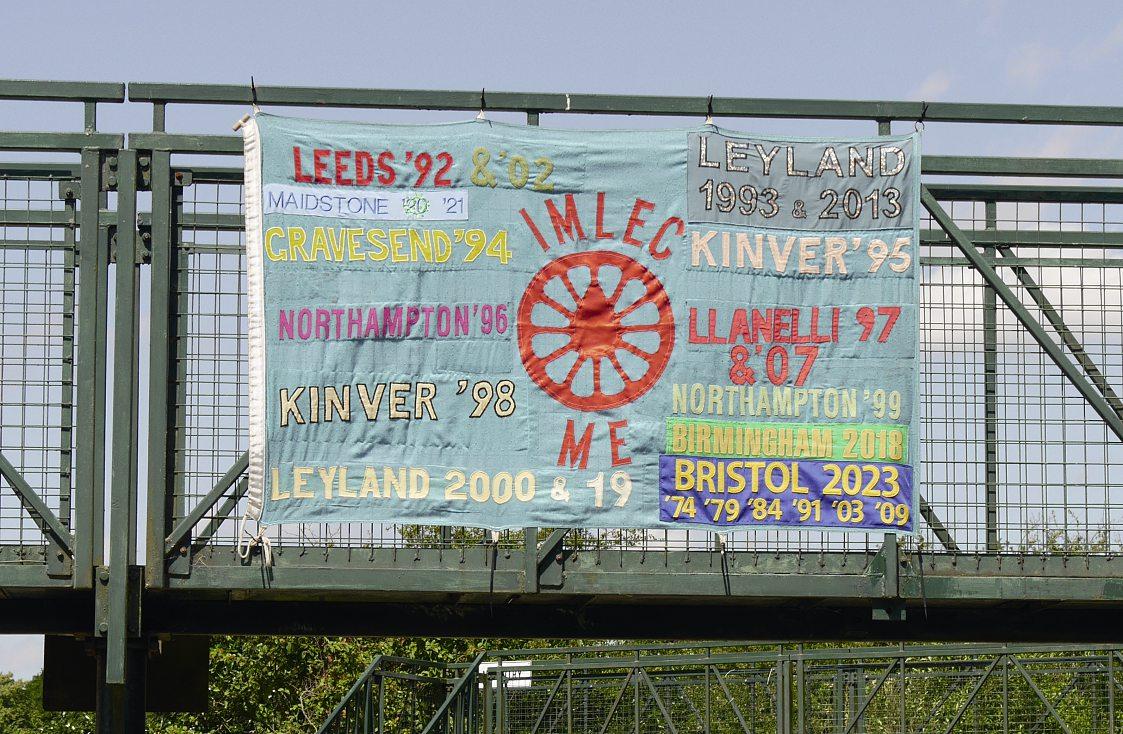 LEEDS '92 & '02
MAIDSTONE '20 '21
GRAVESEND '94
NORTHAMPTON '96
KINVER '98
LEYLAND 2000 & 19
IMLEC
ME
LEYLAND
1993 & 2013
KINVER '95
LLANELLI 97
& '07
NORTHAMPTON '99
BIRMINGHAM 2018
BRISTOL 2023
'74 '79 '84 '91 '03 '09